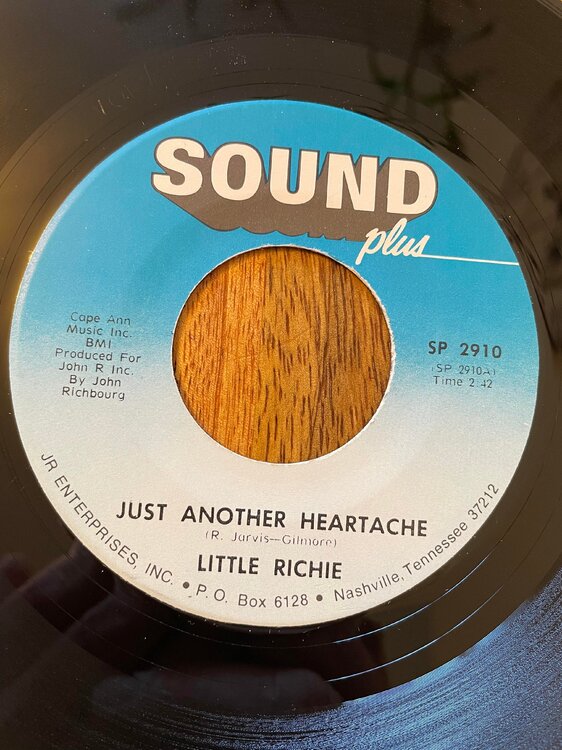 SOUND
plus
Cape Ann
Music Inc.
BMI
Produced For
John R Inc.
By John
Richbourg
SP 2910
(SP 2910A)
Time 2:42
JUST ANOTHER HEARTACHE
(R. Jarvis—Gilmore)
LITTLE RICHIE
JR ENTERPRISES, INC. • P. O. Box 6128 • Nashville, Tennessee 37212